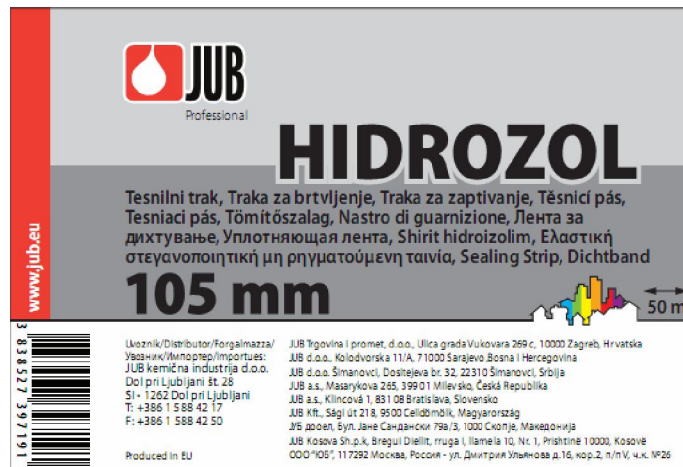 JUB
Professional
HIDROZOL
Tesnilni trak, Traka za brtvljenje, Traka za zaptivanje, Těsnicí pás,
Tesniaci pás, Tömítőszalag, Nastro di guarnizione, Лента за
дихтување, Уплотняющая лента, Shirit hidroizolim, Ελαστική
στεγανοποιητική μη ρηγματούμενη ταινία, Sealing Strip, Dichtband
105 mm
50 m
www.jub.eu
3 838527 397191
Uvoznik/Distributor/Forgalmazza/
Увозник/Импортер/Importues:
JUB kemična industrija d.o.o.
Dol pri Ljubljani št. 28
SI - 1262 Dol pri Ljubljani
T: +386 1 588 42 17
F: +386 1 588 42 50
Produced in EU
JUB Trgovina i promet, d.o.o., Ulica grada Vukovara 269 c, 10000 Zagreb, Hrvatska
JUB d.o.o., Kolodvorska 11/A, 71000 Sarajevo Bosna i Hercegovina
JUB d.o.o. Šimanovci, Dositejeva br. 32, 22310 Šimanovci, Srbija
JUB a.s., Masarykova 265, 399 01 Milevsko, Česká Republika
JUB a.s., Klincová 1, 831 08 Bratislava, Slovensko
JUB Kft., Sági út 218, 9500 Celldömölk, Magyarország
ЈУБ дооел, Бул. Јане Сандански 79а/3, 1000 Скопје, Македонија
JUB Kosova Sh.p.k, Bregu i Diellit, rruga I, llamela 10, Nr. 1, Prishtinë 10000, Kosovë
ООО "ЮБ", 117292 Москва, Россия - ул. Дмитрия Ульянова д.16, кор.2, п/п V, ч.к. №26